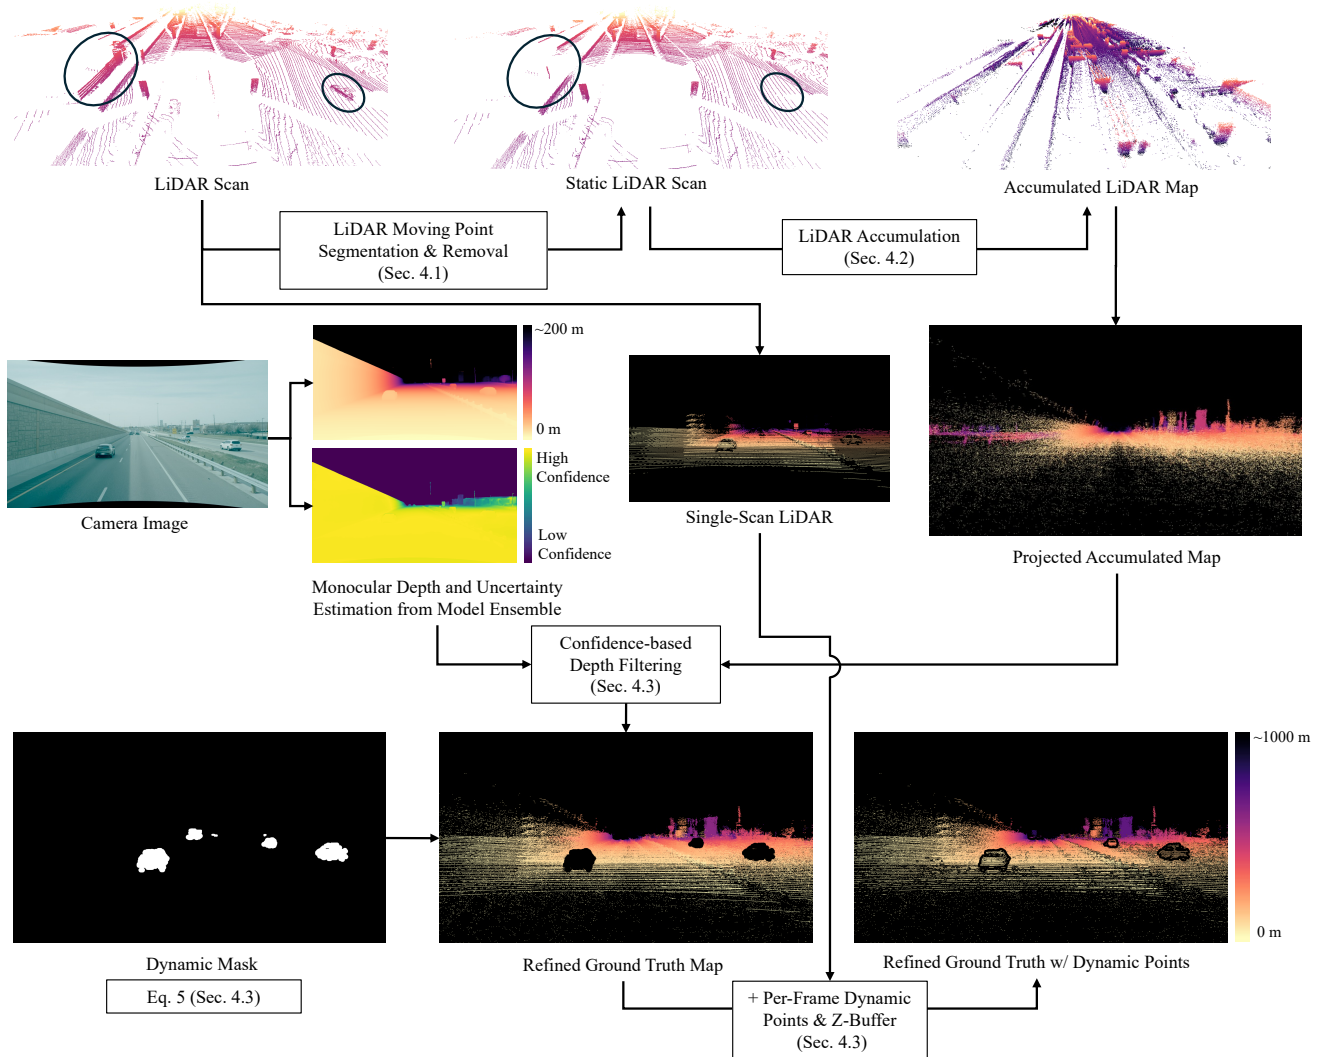 LiDAR Scan
Static LiDAR Scan
Accumulated LiDAR Map
LiDAR Moving Point
Segmentation & Removal
(Sec. 4.1)
LiDAR Accumulation
(Sec. 4.2)
~200 m
0 m
High
Confidence
Low
Confidence
Camera Image
Monocular Depth and Uncertainty
Estimation from Model Ensemble
Single-Scan LiDAR
Projected Accumulated Map
Confidence-based
Depth Filtering
(Sec. 4.3)
~1000 m
0 m
Dynamic Mask
Eq. 5 (Sec. 4.3)
Refined Ground Truth Map
Refined Ground Truth w/ Dynamic Points
+ Per-Frame Dynamic
Points & Z-Buffer
(Sec. 4.3)